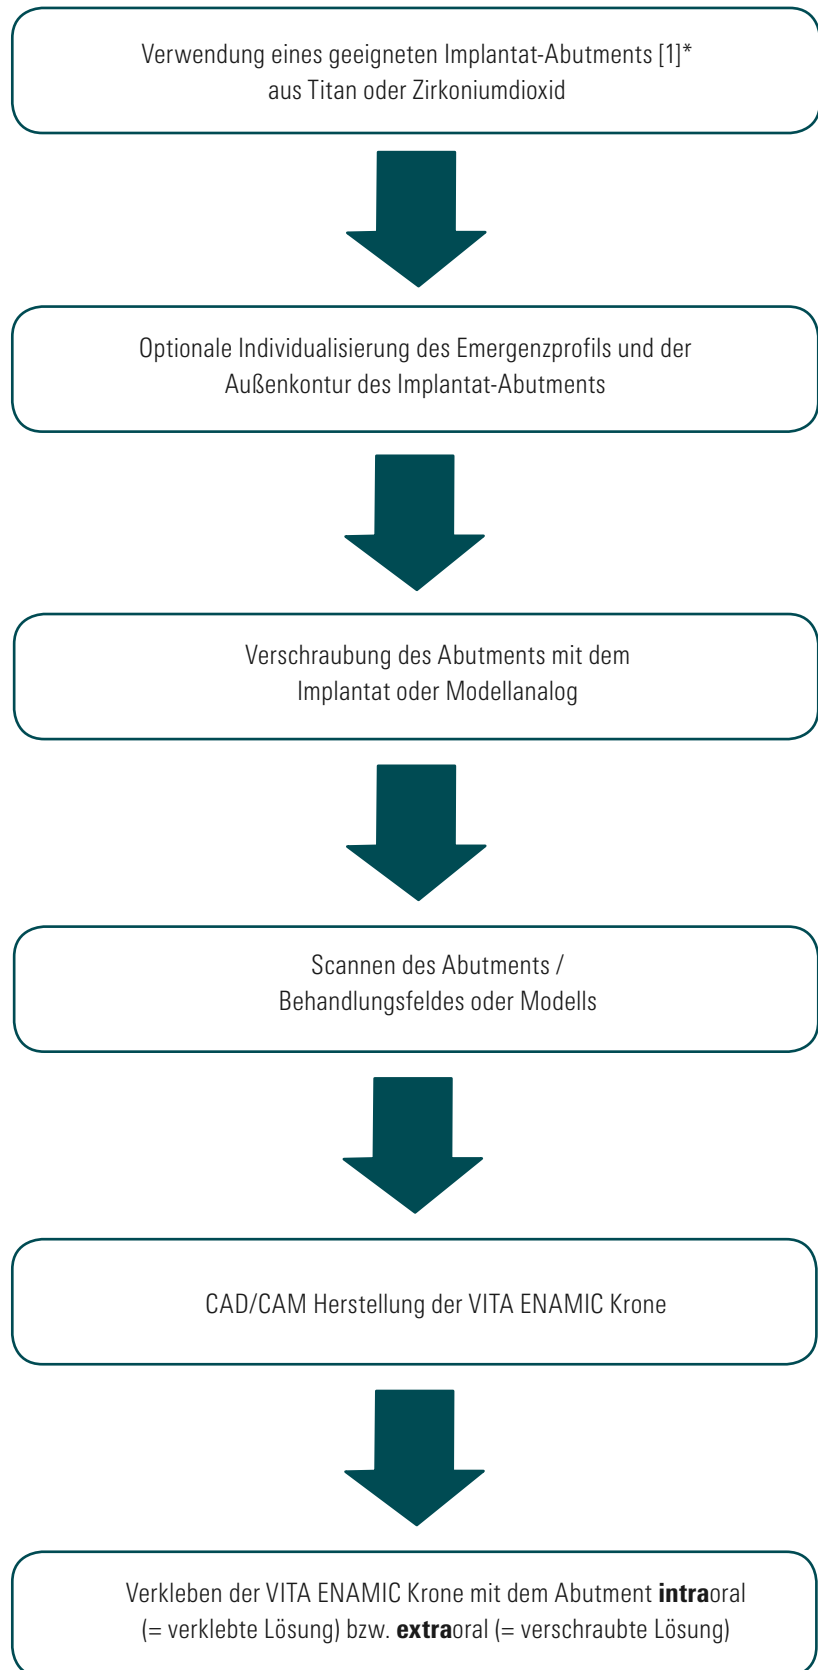 Verwendung eines geeigneten Implantat-Abutments [1]*
aus Titan oder Zirkoniumdioxid
Optionale Individualisierung des Emergenzprofils und der
Außenkontur des Implantat-Abutments
Verschraubung des Abutments mit dem
Implantat oder Modellanalog
Scannen des Abutments /
Behandlungsfeldes oder Modells
CAD/CAM Herstellung der VITA ENAMIC Krone
Verkleben der VITA ENAMIC Krone mit dem Abutment intraoral
(= verklebte Lösung) bzw. extraoral (= verschraubte Lösung)